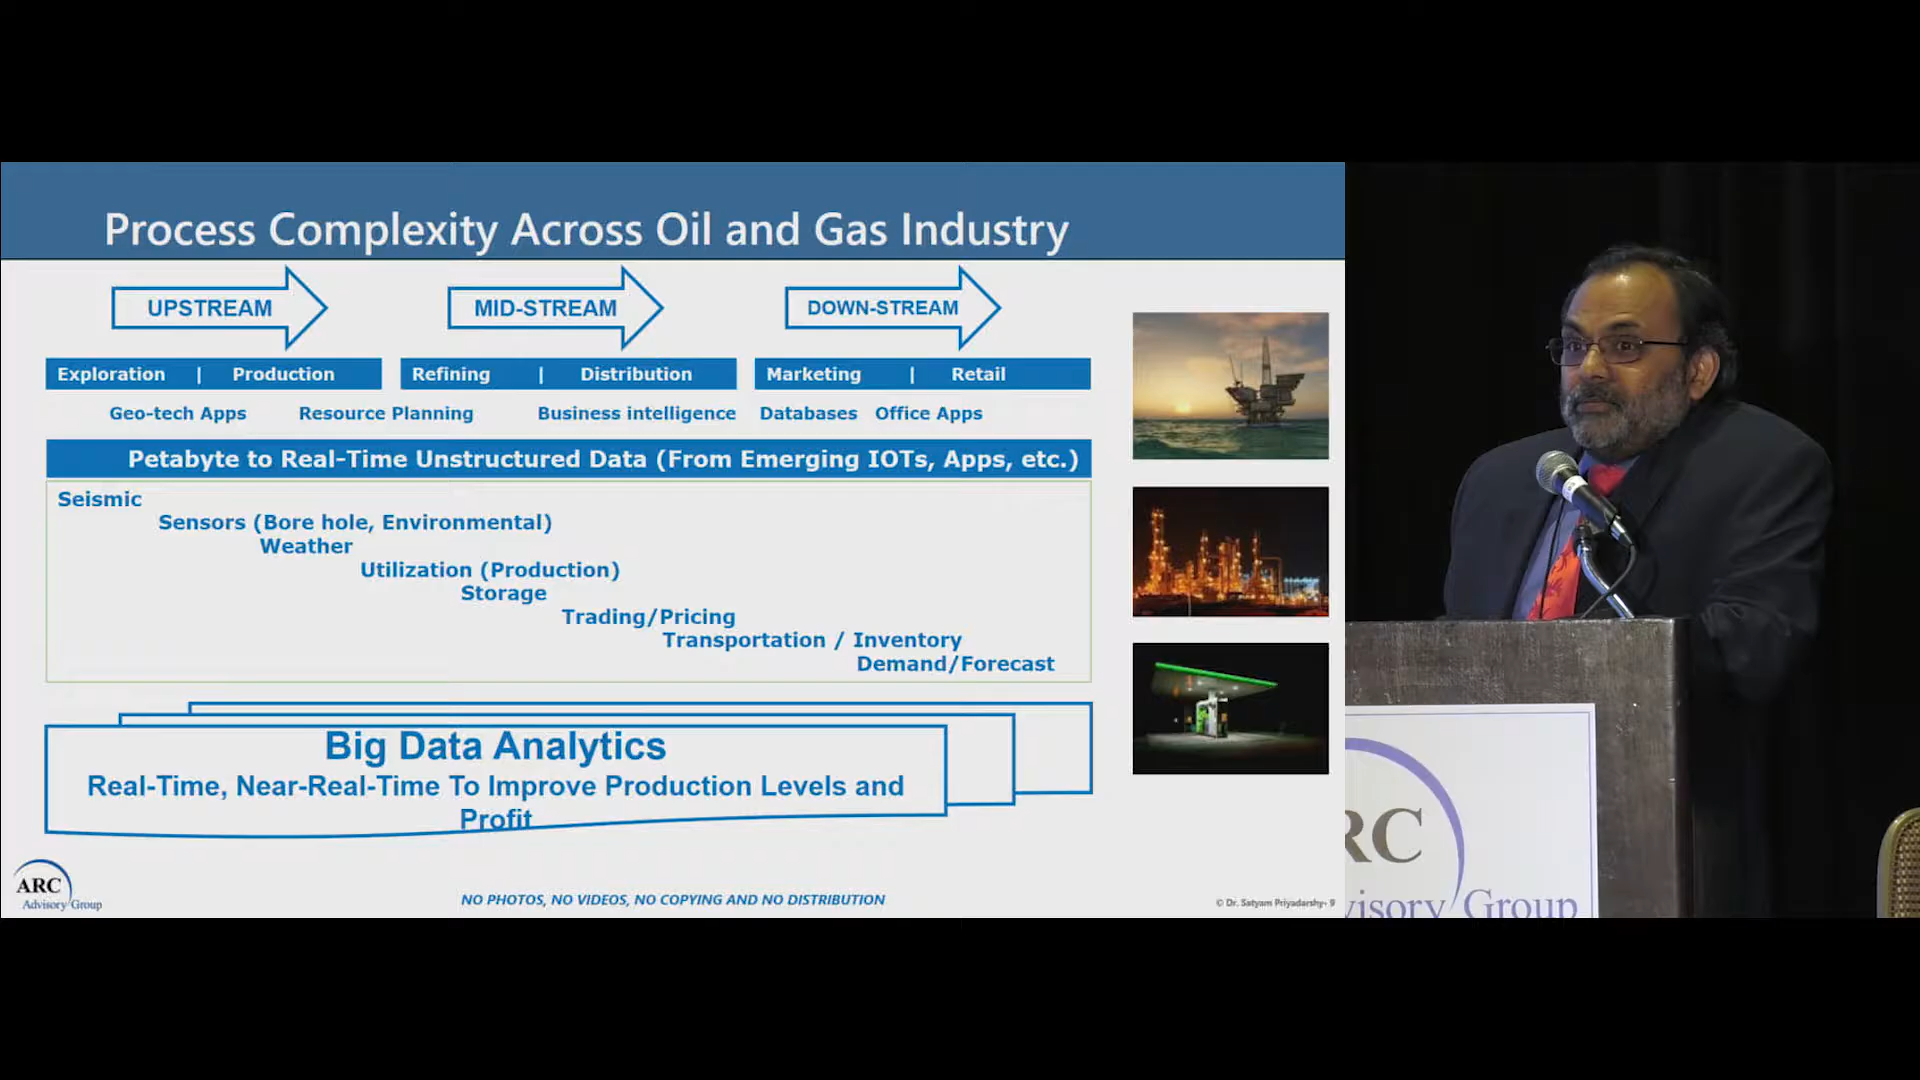 Process Complexity Across Oil and Gas Industry
UPSTREAM
MID-STREAM
DOWN-STREAM
Exploration | Production
Refining | Distribution
Marketing | Retail
Geo-tech Apps Resource Planning Business intelligence Databases Office Apps
Petabyte to Real-Time Unstructured Data (From Emerging IOTs, Apps, etc.)
Seismic
Sensors (Bore hole, Environmental)
Weather
Utilization (Production)
Storage
Trading/Pricing
Transportation / Inventory
Demand/Forecast
Big Data Analytics
Real-Time, Near-Real-Time To Improve Production Levels and
Profit
ARC
Advisory Group
NO PHOTOS, NO VIDEOS, NO COPYING AND NO DISTRIBUTION
© Dr. Satyam Priyadarshy- 9
RC
visory Group